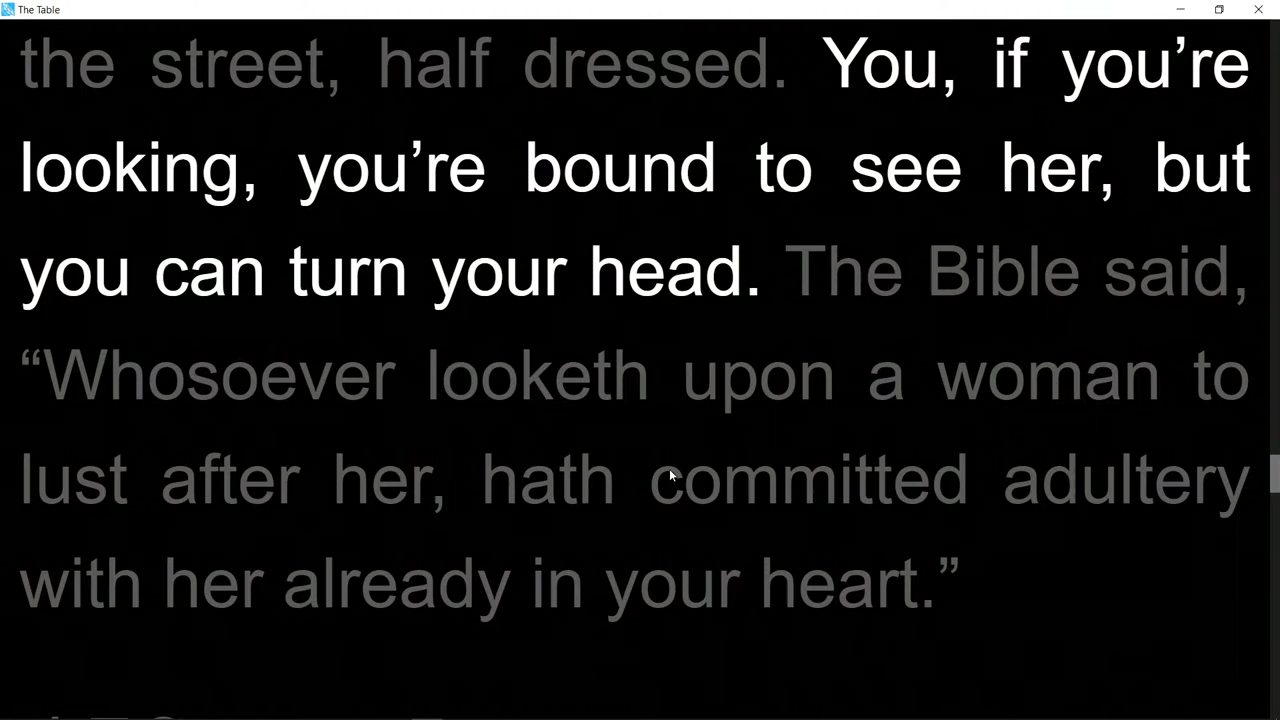 The Table
the street, half dressed. You, if you’re
looking, you’re bound to see her, but
you can turn your head. The Bible said,
“Whosoever looketh upon a woman to
lust after her, hath committed adultery
with her already in your heart.”